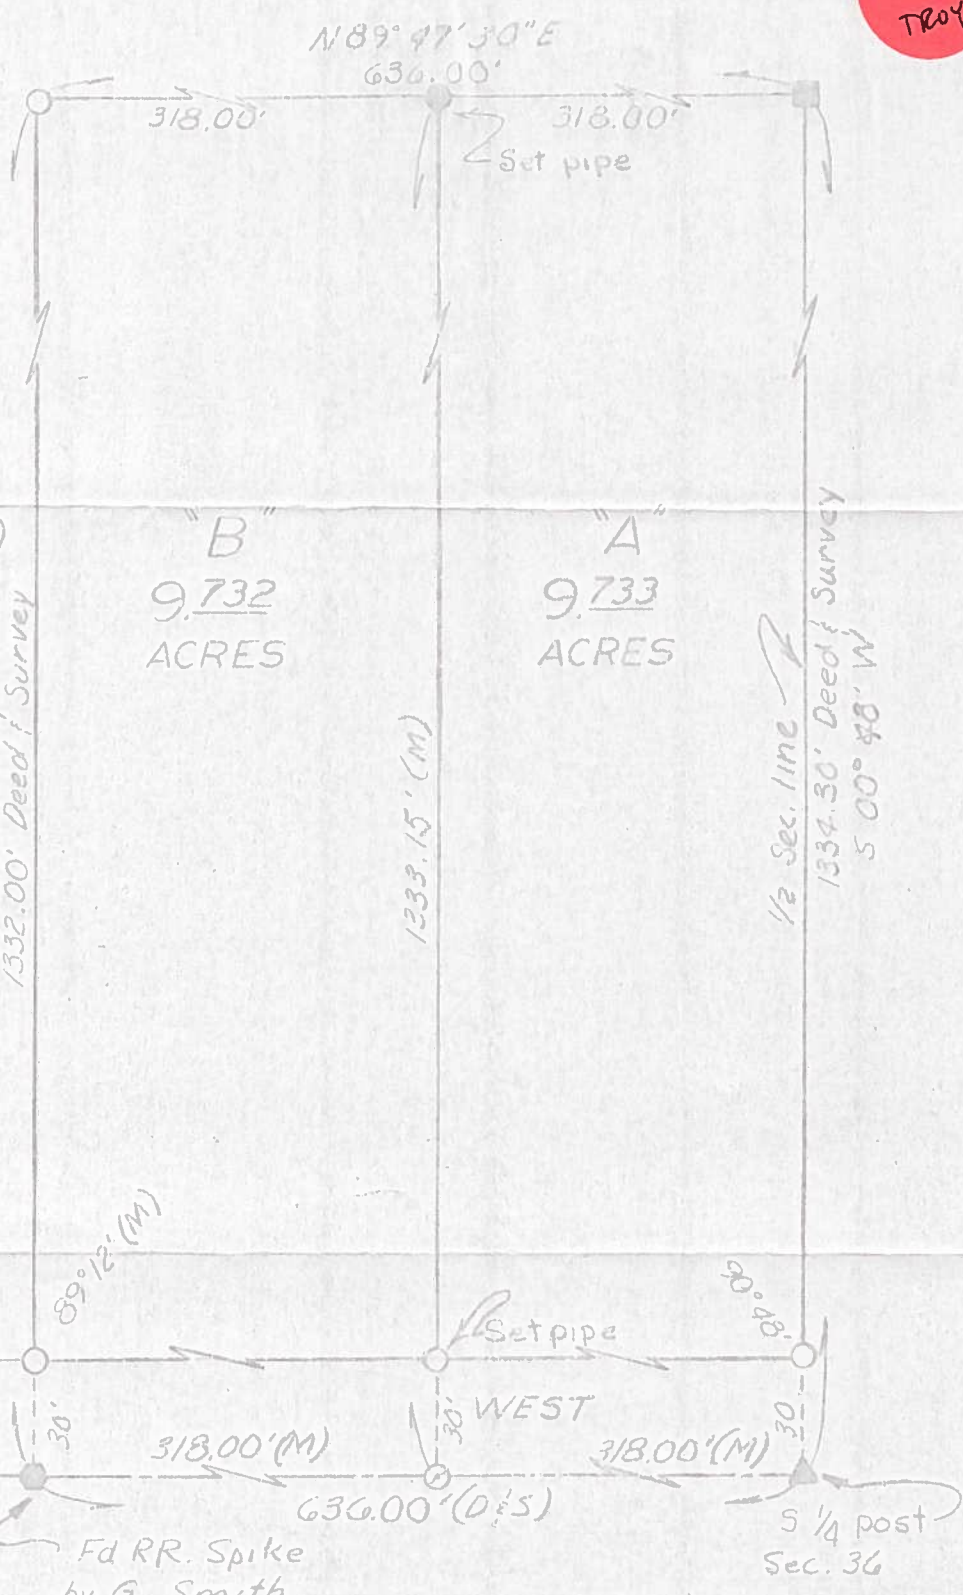 TROY
N 89° 47' 30" E
636.00'
318.00'
318.00'
Set pipe
"B"
9.732
ACRES
"A"
9.733
ACRES
1332.00' Deed & Survey
1333.15' (M)
1/2 Sec. line
1334.30' Deed & Survey
S 00° 48' W
89° 12' (M)
90° 48'
Set pipe
30'
30'
WEST
30
318.00' (M)
318.00' (M)
636.00' (D & S)
S 1/4 post
Sec. 36
Fd RR. Spike
by G. Smith